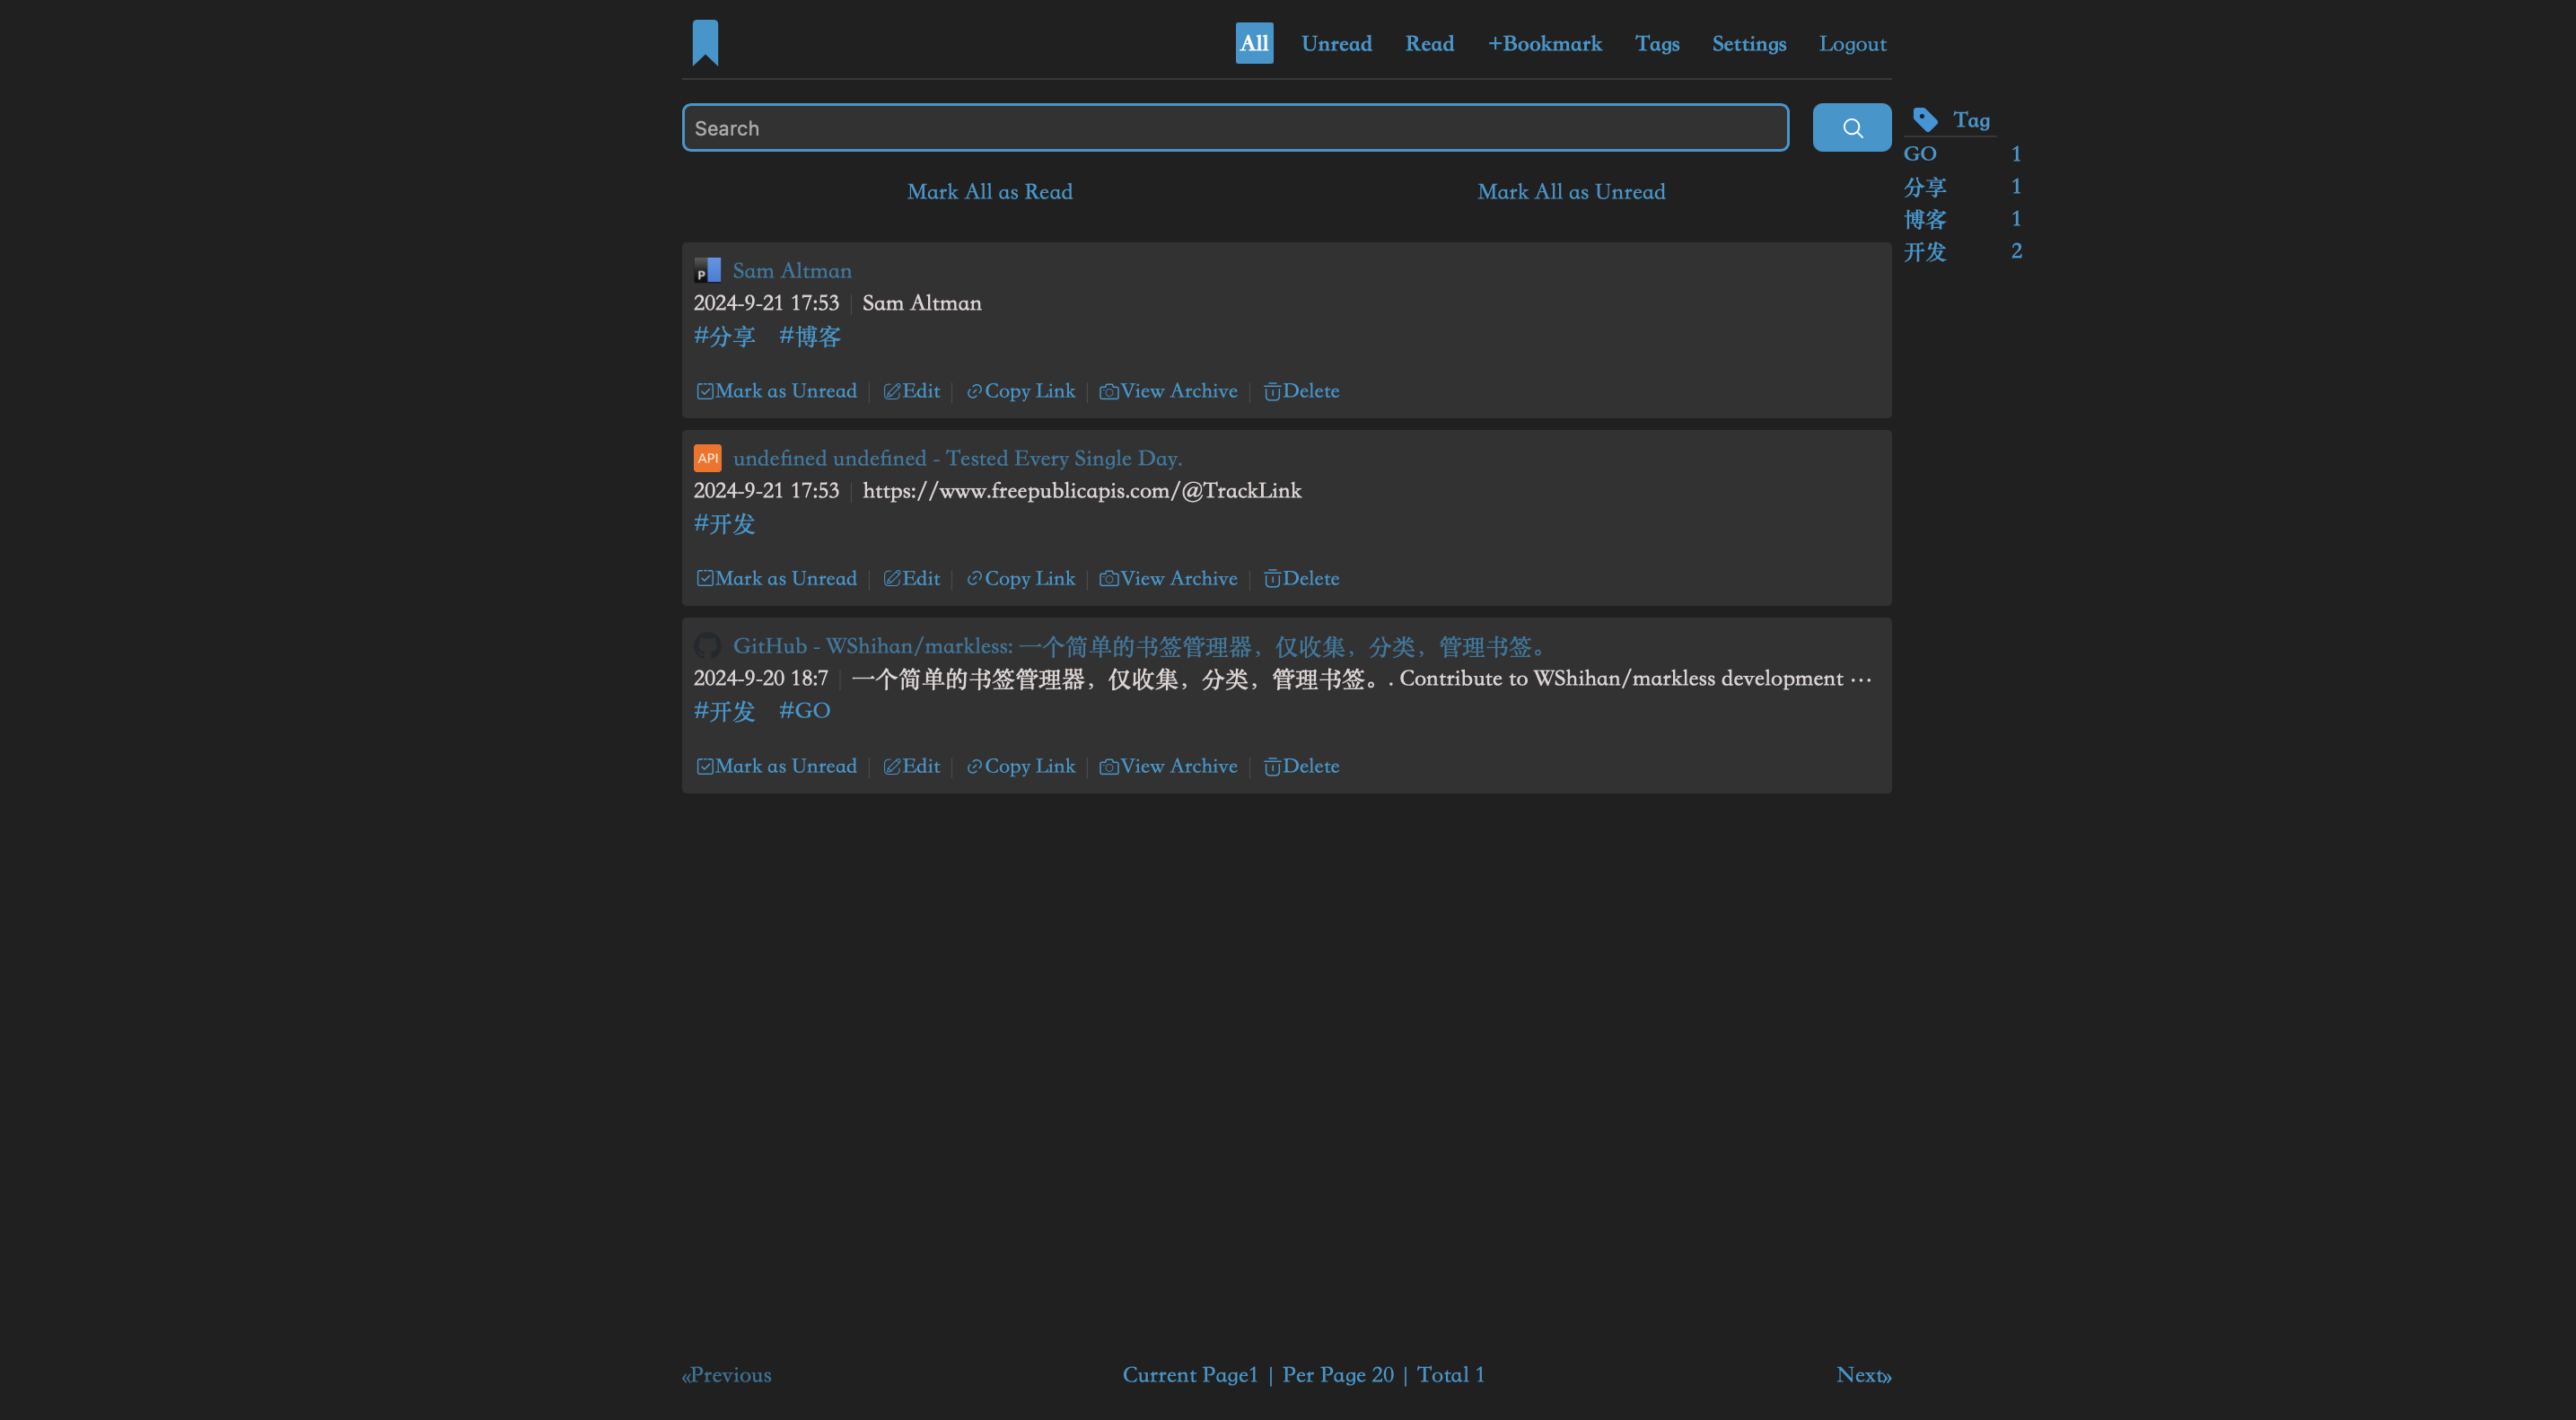 All Unread Read +Bookmark Tags Settings Logout
Search
Tag
GO 1
分享 1
博客 1
开发 2
Mark All as Read Mark All as Unread
P Sam Altman
2024-9-21 17:53 | Sam Altman
#分享 #博客
Mark as Unread | Edit | Copy Link | View Archive | Delete
API undefined undefined - Tested Every Single Day.
2024-9-21 17:53 | https://www.freepublicapis.com/@TrackLink
#开发
Mark as Unread | Edit | Copy Link | View Archive | Delete
GitHub - WShihan/markless: 一个简单的书签管理器，仅收集，分类，管理书签。
2024-9-20 18:7 | 一个简单的书签管理器，仅收集，分类，管理书签。. Contribute to WShihan/markless development ⋯
#开发 #GO
Mark as Unread | Edit | Copy Link | View Archive | Delete
«Previous Current Page1 | Per Page 20 | Total 1 Next»